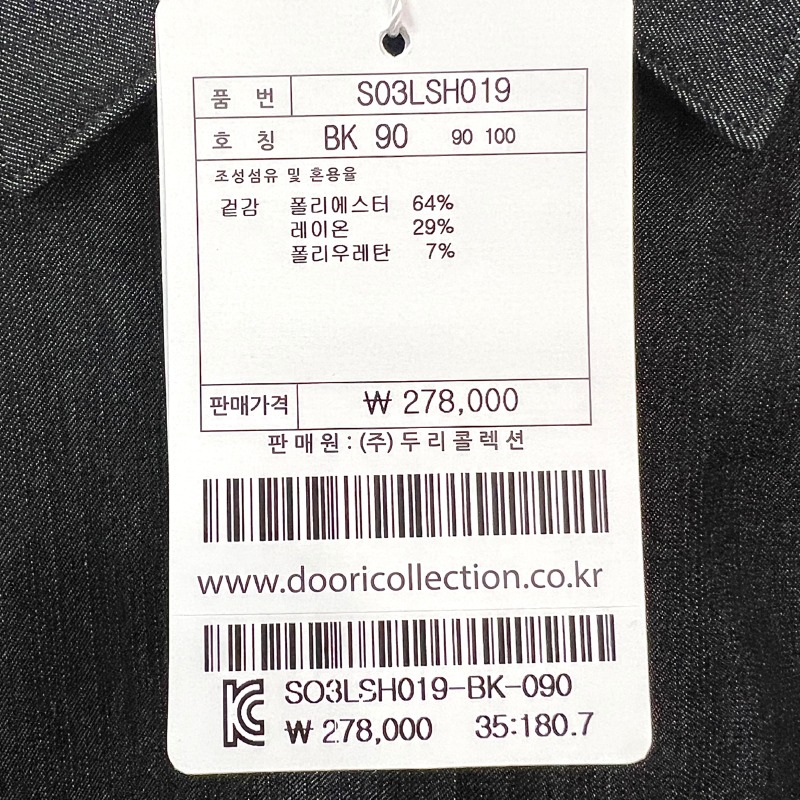 품 번 S03LSH019
호 칭 BK 90 90 100
조성섬유 및 혼용율
겉감 폴리에스터 64%
레이온 29%
폴리우레탄 7%
판매가격 ₩ 278,000
판매원 : (주)두리콜렉션
www.dooricollection.co.kr
KC SO3LSH019-BK-090
₩ 278,000 35:180.7